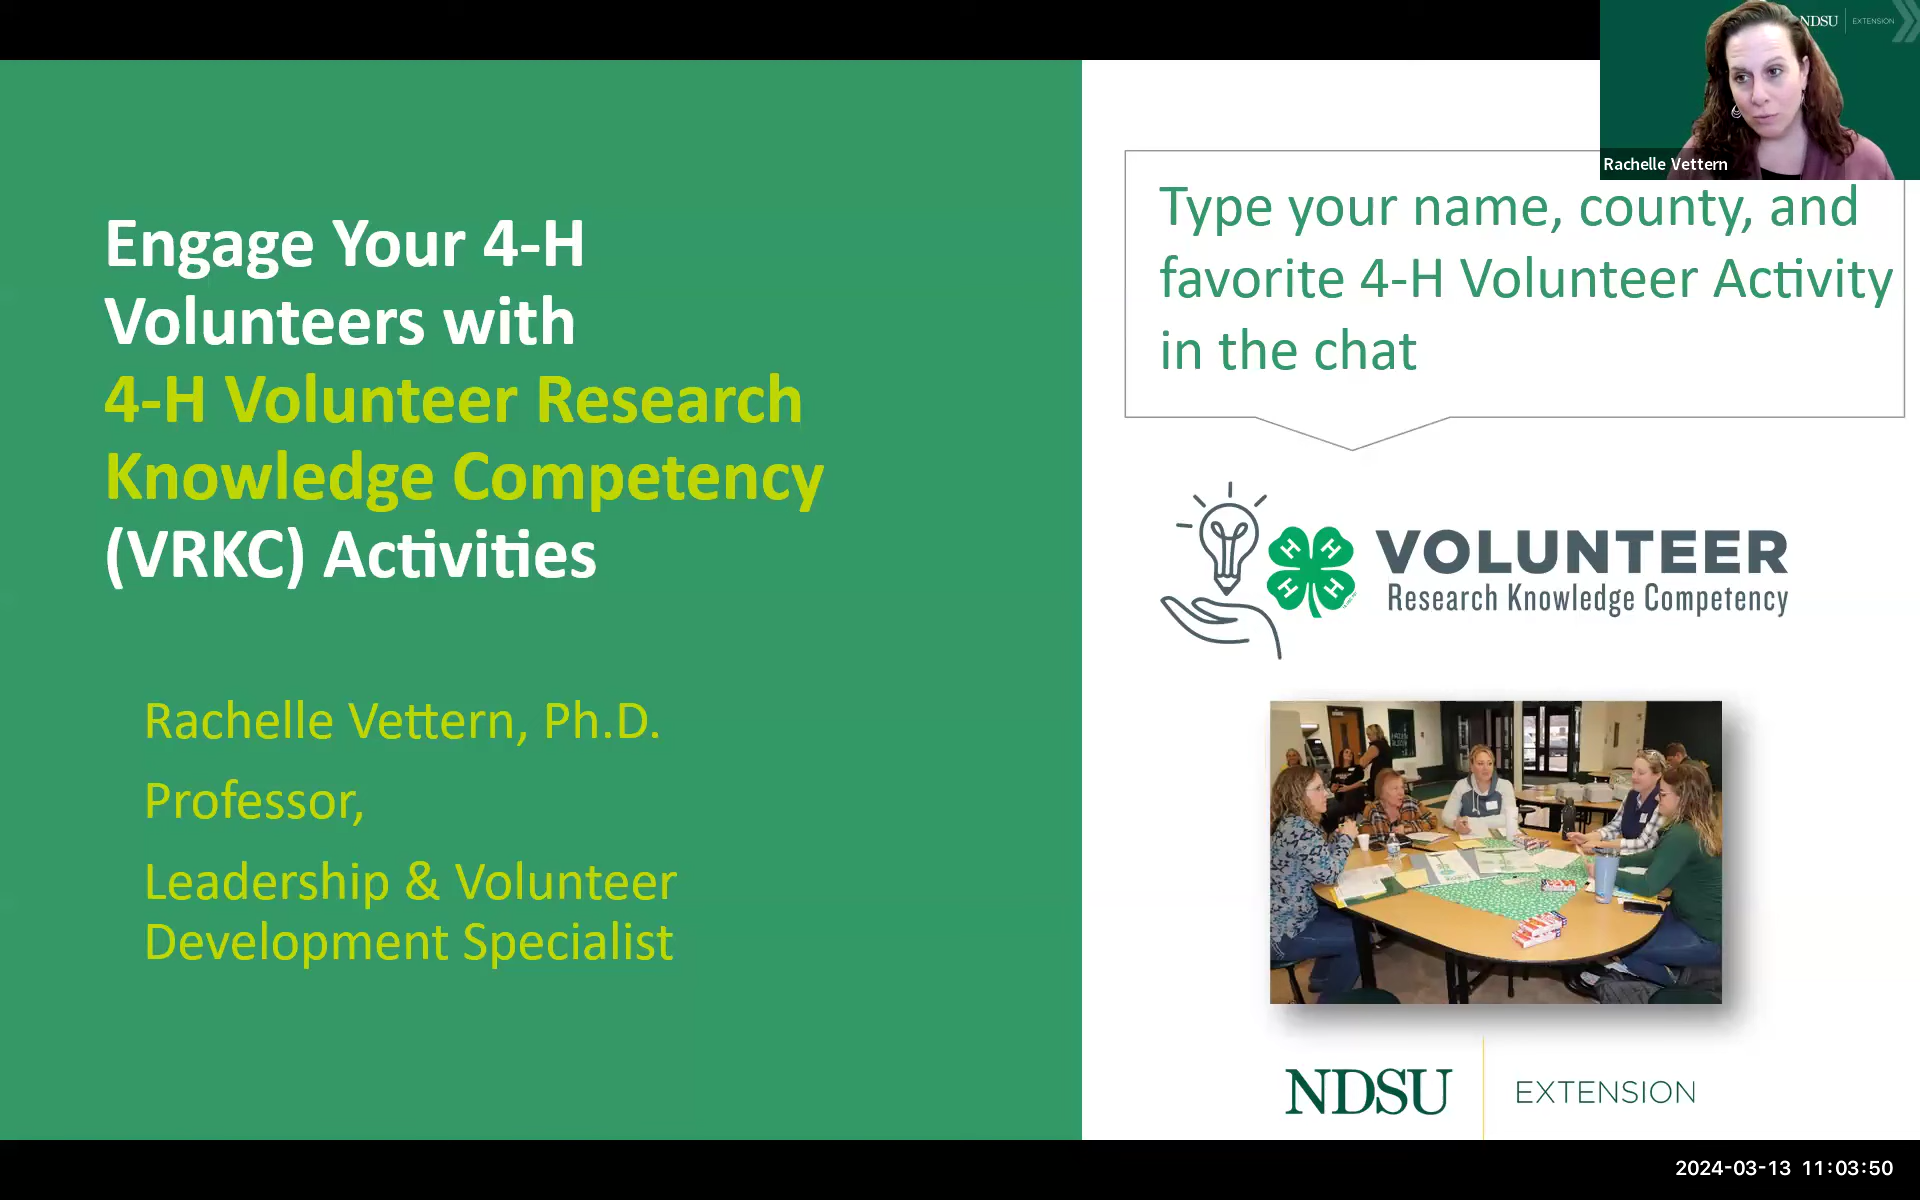 Engage Your 4-H
Volunteers with
4-H Volunteer Research
Knowledge Competency
(VRKC) Activities
Rachelle Vettern, Ph.D.
Professor,
Leadership & Volunteer
Development Specialist
NDSU EXTENSION
Rachelle Vettern
Type your name, county, and
favorite 4-H Volunteer Activity
in the chat
H H
H H
VOLUNTEER
Research Knowledge Competency
NDSU EXTENSION
2024-03-13 11:03:50